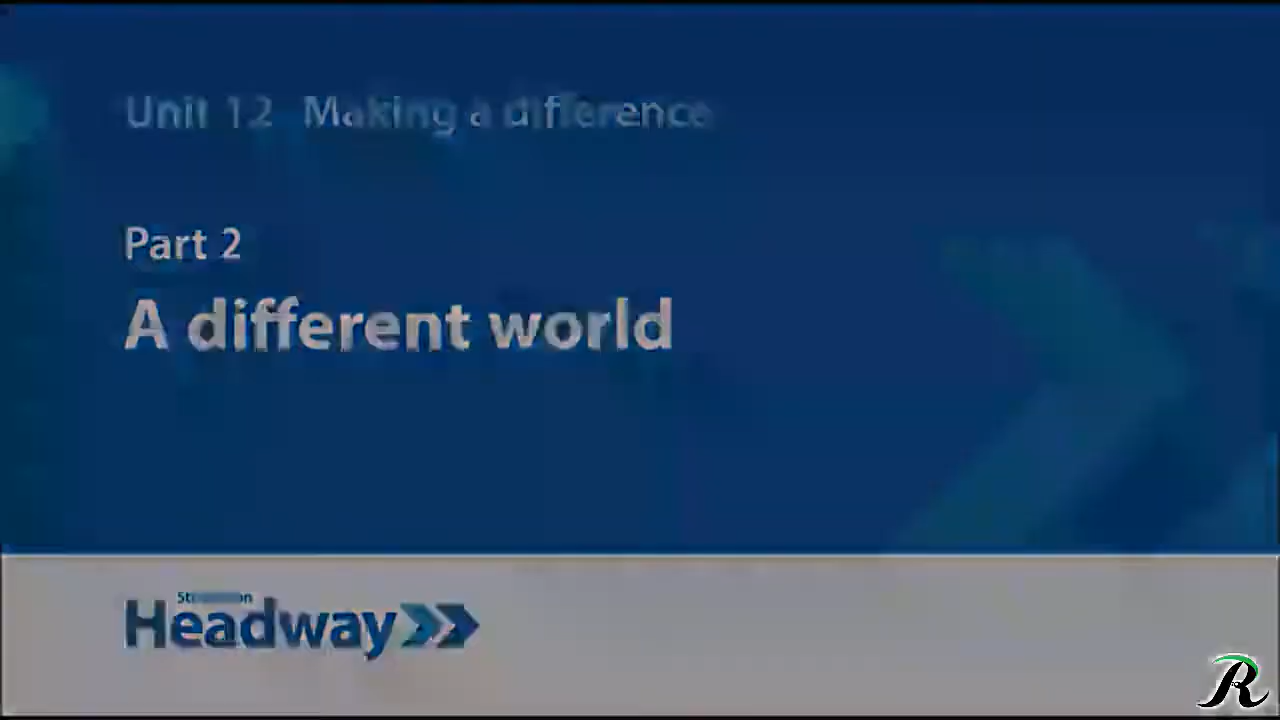 Unit 12 Making a difference
Part 2
A different world
Headway
R